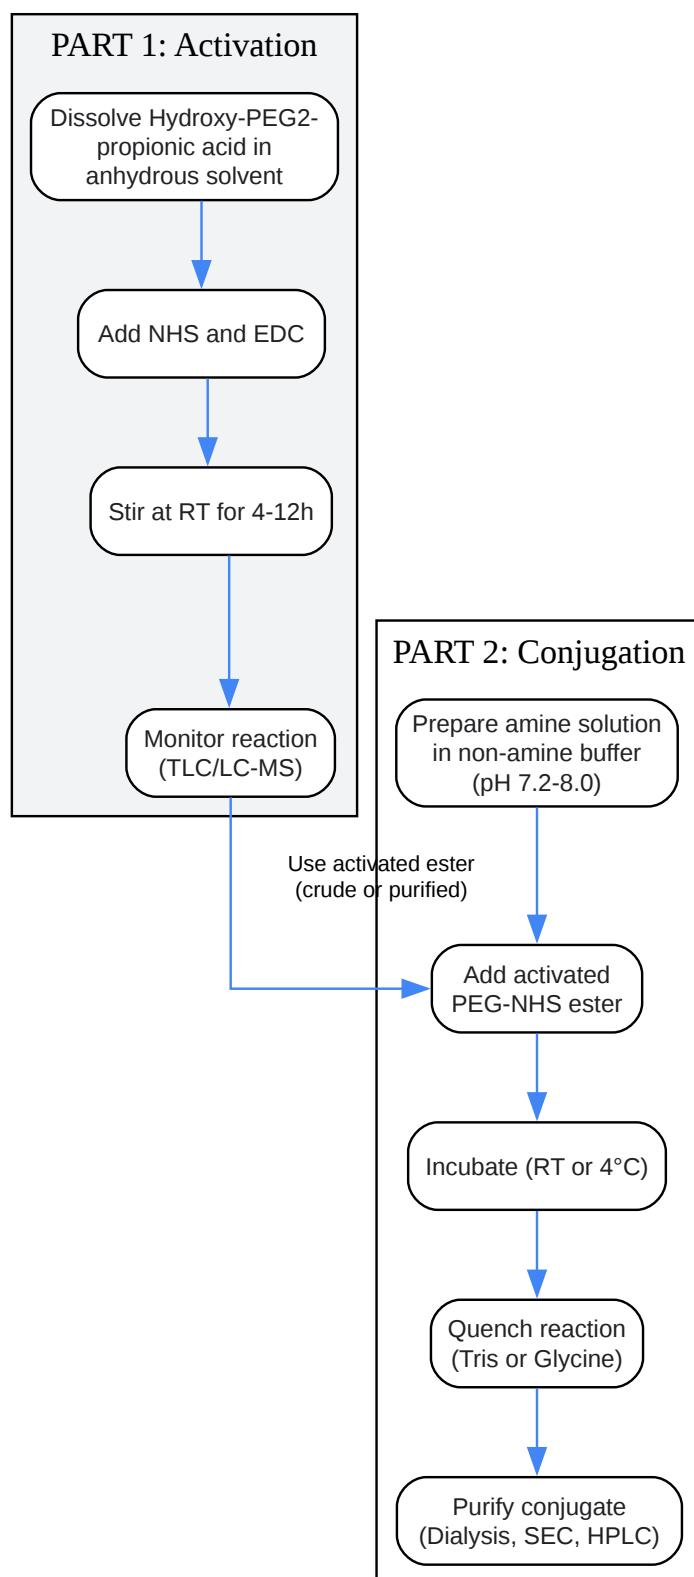 PART 1: Activation
Dissolve Hydroxy-PEG2-
propionic acid in
anhydrous solvent
Add NHS and EDC
Stir at RT for 4-12h
Monitor reaction
(TLC/LC-MS)
Use activated ester
(crude or purified)
PART 2: Conjugation
Prepare amine solution
in non-amine buffer
(pH 7.2-8.0)
Add activated
PEG-NHS ester
Incubate (RT or 4°C)
Quench reaction
(Tris or Glycine)
Purify conjugate
(Dialysis, SEC, HPLC)